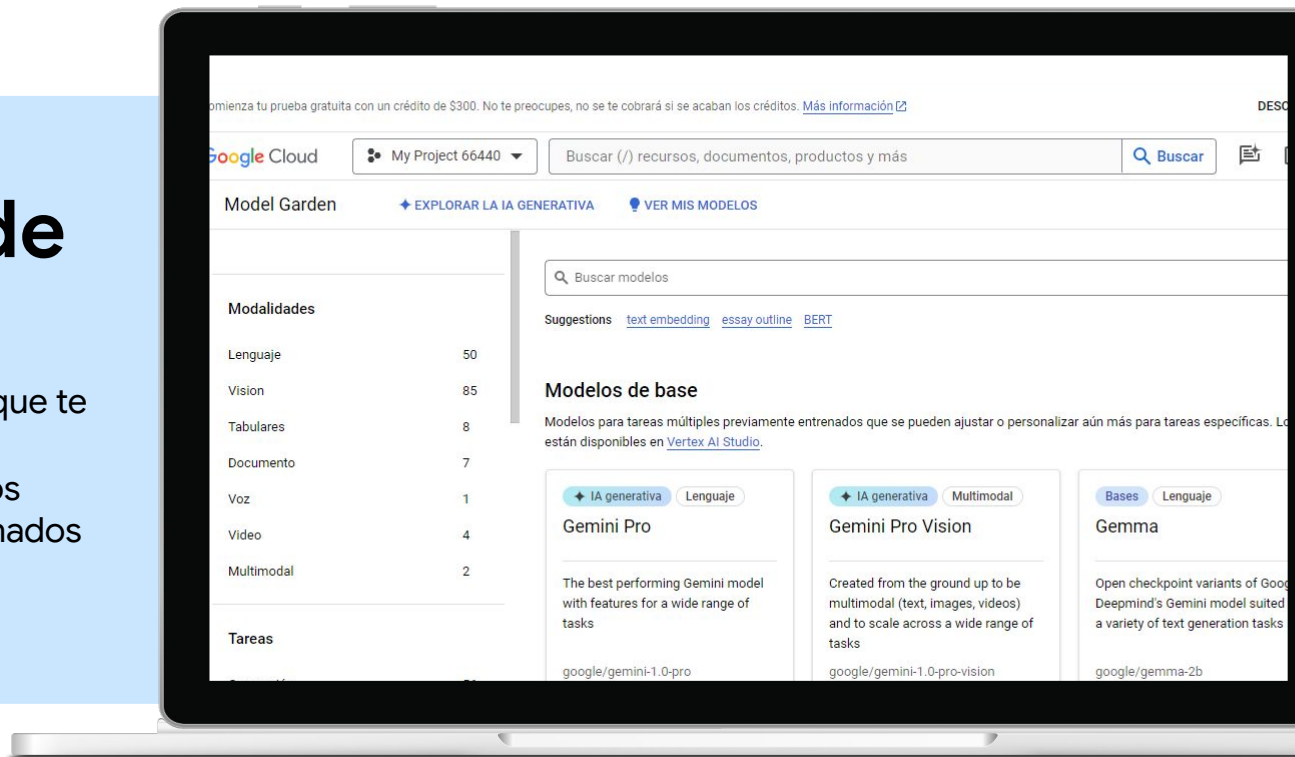 de
que te
os
nados
omienza tu prueba gratuita con un crédito de $300. No te preocupes, no se te cobrará si se acaban los créditos. Más información
DESC
Google Cloud
My Project 66440
Buscar (/) recursos, documentos, productos y más
Buscar
Model Garden
EXPLORAR LA IA GENERATIVA
VER MIS MODELOS
Modalidades
Lenguaje 50
Vision 85
Tabulares 8
Documento 7
Voz 1
Video 4
Multimodal 2
Tareas
Buscar modelos
Suggestions text embedding essay outline BERT
Modelos de base
Modelos para tareas múltiples previamente entrenados que se pueden ajustar o personalizar aún más para tareas específicas. Lo
están disponibles en Vertex AI Studio.
IA generativa Lenguaje
Gemini Pro
The best performing Gemini model
with features for a wide range of
tasks
google/gemini-1.0-pro
IA generativa Multimodal
Gemini Pro Vision
Created from the ground up to be
multimodal (text, images, videos)
and to scale across a wide range of
tasks
google/gemini-1.0-pro-vision
Bases Lenguaje
Gemma
Open checkpoint variants of Goog
Deepmind's Gemini model suited
a variety of text generation tasks
google/gemma-2b